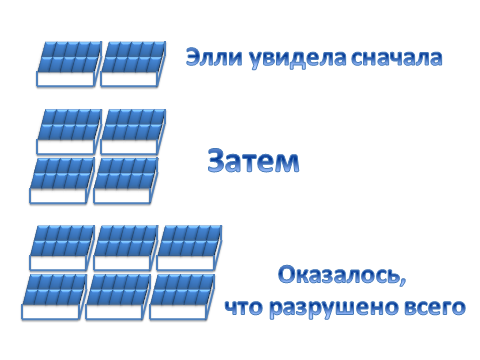 Элли увидела сначала
Затем
Оказалось,
что разрушено всего